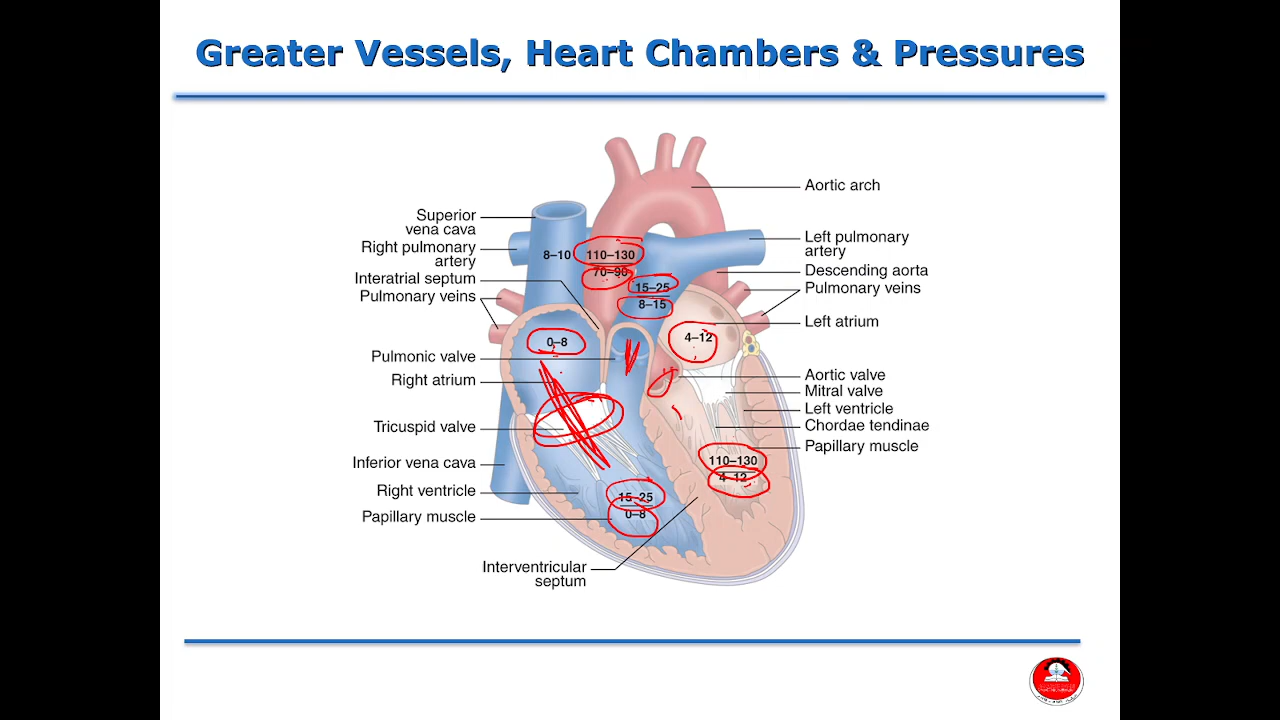 Greater Vessels, Heart Chambers & Pressures
Superior
vena cava
Right pulmonary
artery
Interatrial septum
Pulmonary veins
Pulmonic valve
Right atrium
Tricuspid valve
Inferior vena cava
Right ventricle
Papillary muscle
Interventricular
septum
8–10
110–130
70–90
15–25
8–15
0–8
4–12
110–130
4–12
15–25
0–8
Aortic arch
Left pulmonary
artery
Descending aorta
Pulmonary veins
Left atrium
Aortic valve
Mitral valve
Left ventricle
Chordae tendinae
Papillary muscle